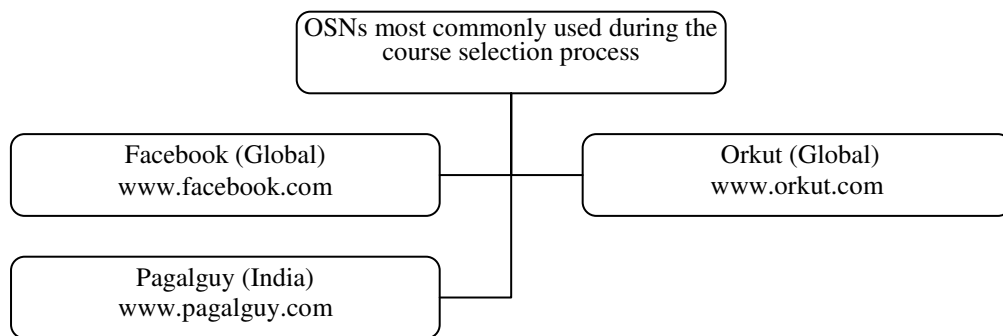 OSNs most commonly used during the
course selection process
Facebook (Global)
www.facebook.com
Orkut (Global)
www.orkut.com
Pagalguy (India)
www.pagalguy.com